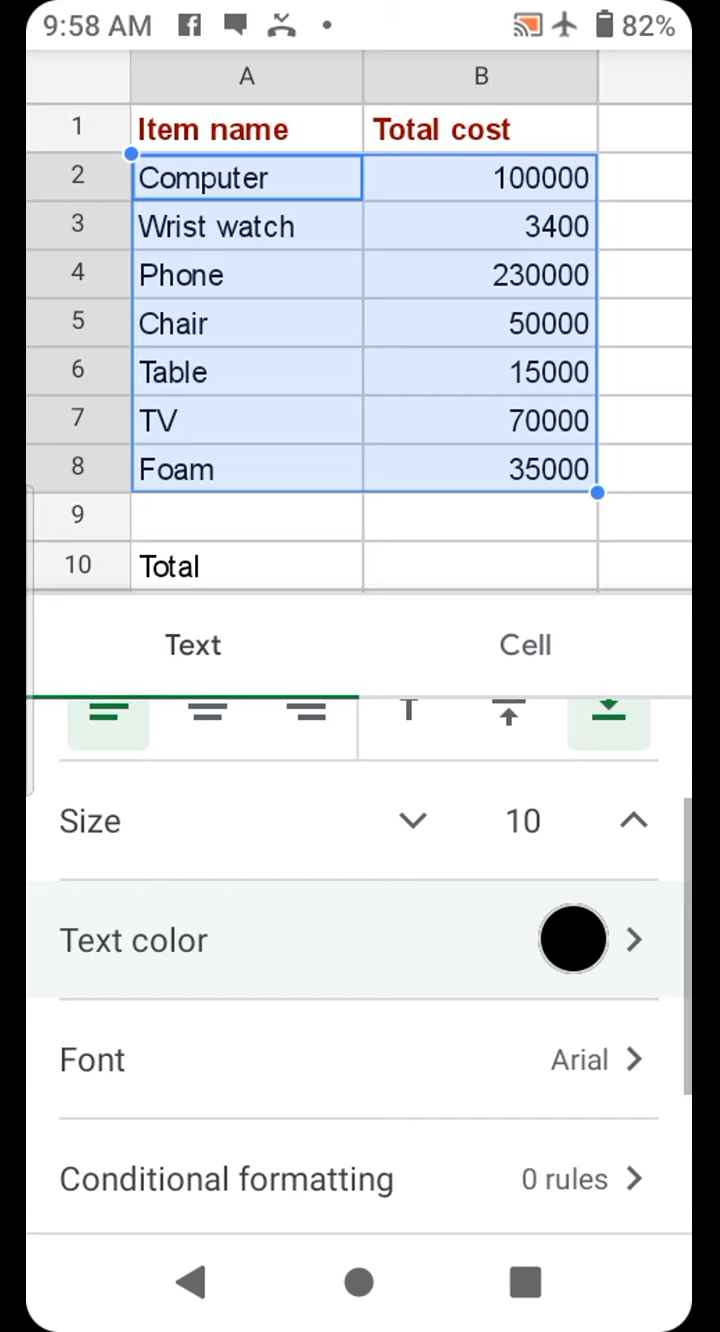 9:58 AM 82%
A B
1 Item name Total cost
2 Computer 100000
3 Wrist watch 3400
4 Phone 230000
5 Chair 50000
6 Table 15000
7 TV 70000
8 Foam 35000
9
10 Total
Text Cell
Size 10
Text color
Font Arial
Conditional formatting 0 rules